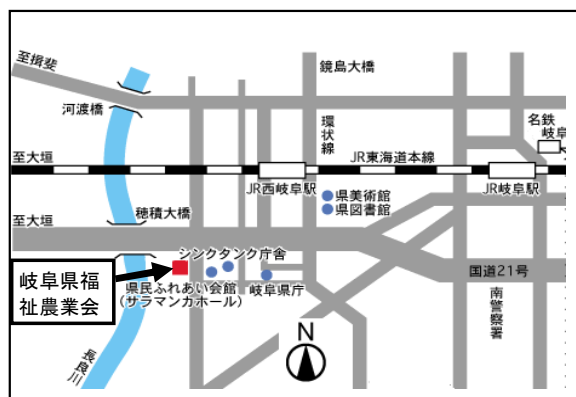 至揖斐
鏡島大橋
河渡橋
環状線
名鉄
岐阜
至大垣
JR東海道本線
JR西岐阜駅
JR岐阜駅
県美術館
県図書館
穂積大橋
至大垣
シンクタンク庁舎
岐阜県福
祉農業会
県民ふれあい会館
(サラマンカホール)
岐阜県庁
国道21号
南警察署
N
長良川